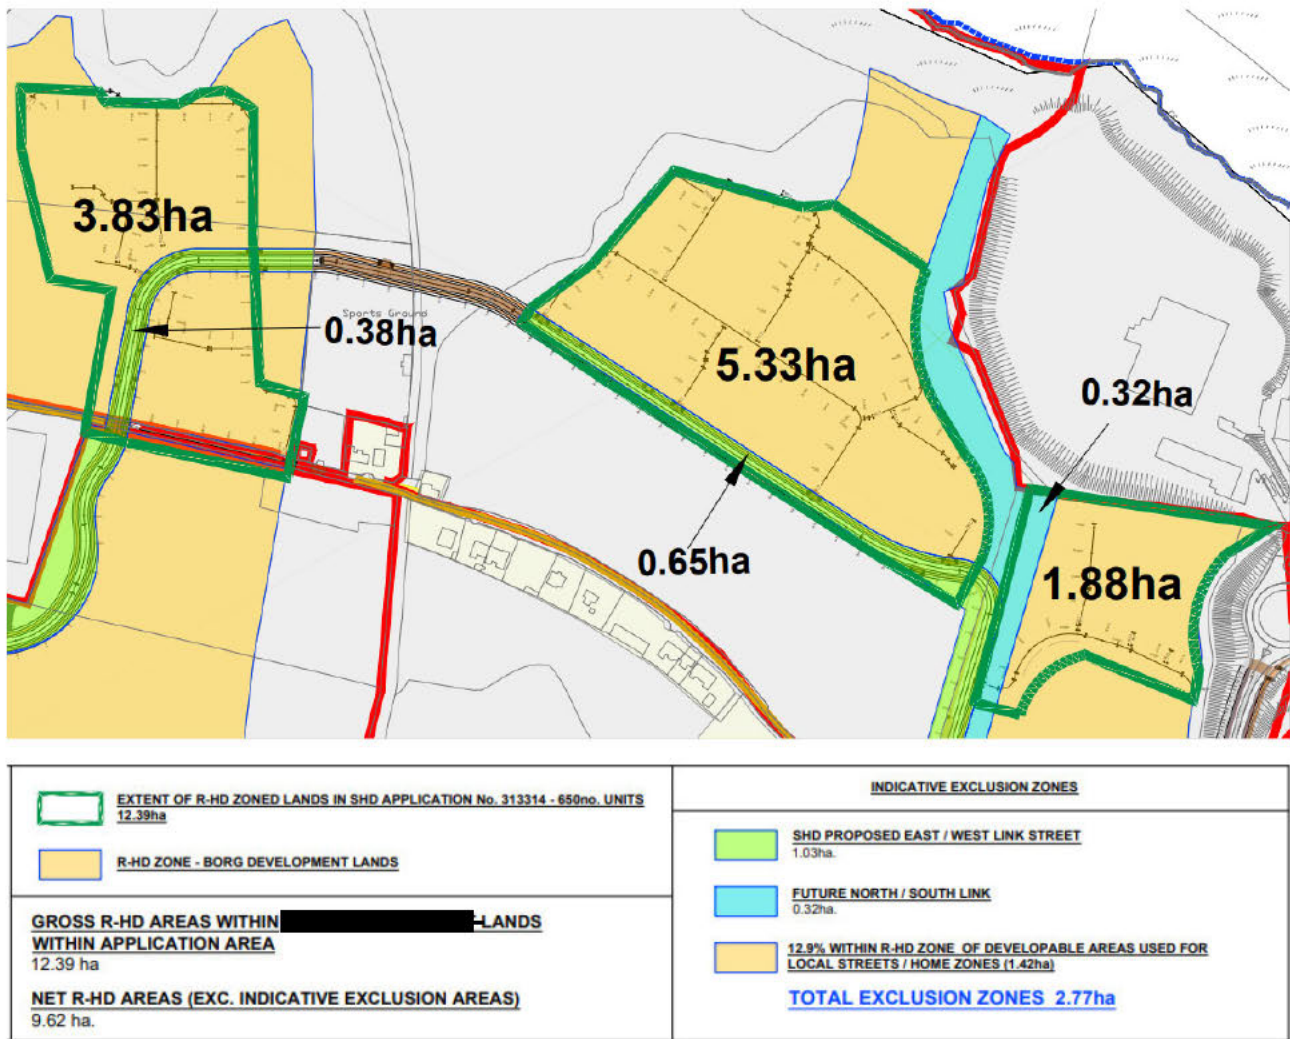 3.83ha
Sports Ground
0.38ha
5.33ha
0.32ha
0.65ha
1.88ha
EXTENT OF R-HD ZONED LANDS IN SHD APPLICATION No. 313314 - 650no. UNITS
12.39ha
R-HD ZONE - BORG DEVELOPMENT LANDS
GROSS R-HD AREAS WITHIN LANDS
WITHIN APPLICATION AREA
12.39 ha
NET R-HD AREAS (EXC. INDICATIVE EXCLUSION AREAS)
9.62 ha.
INDICATIVE EXCLUSION ZONES
SHD PROPOSED EAST / WEST LINK STREET
1.03ha.
FUTURE NORTH / SOUTH LINK
0.32ha.
12.9% WITHIN R-HD ZONE OF DEVELOPABLE AREAS USED FOR
LOCAL STREETS / HOME ZONES (1.42ha)
TOTAL EXCLUSION ZONES 2.77ha